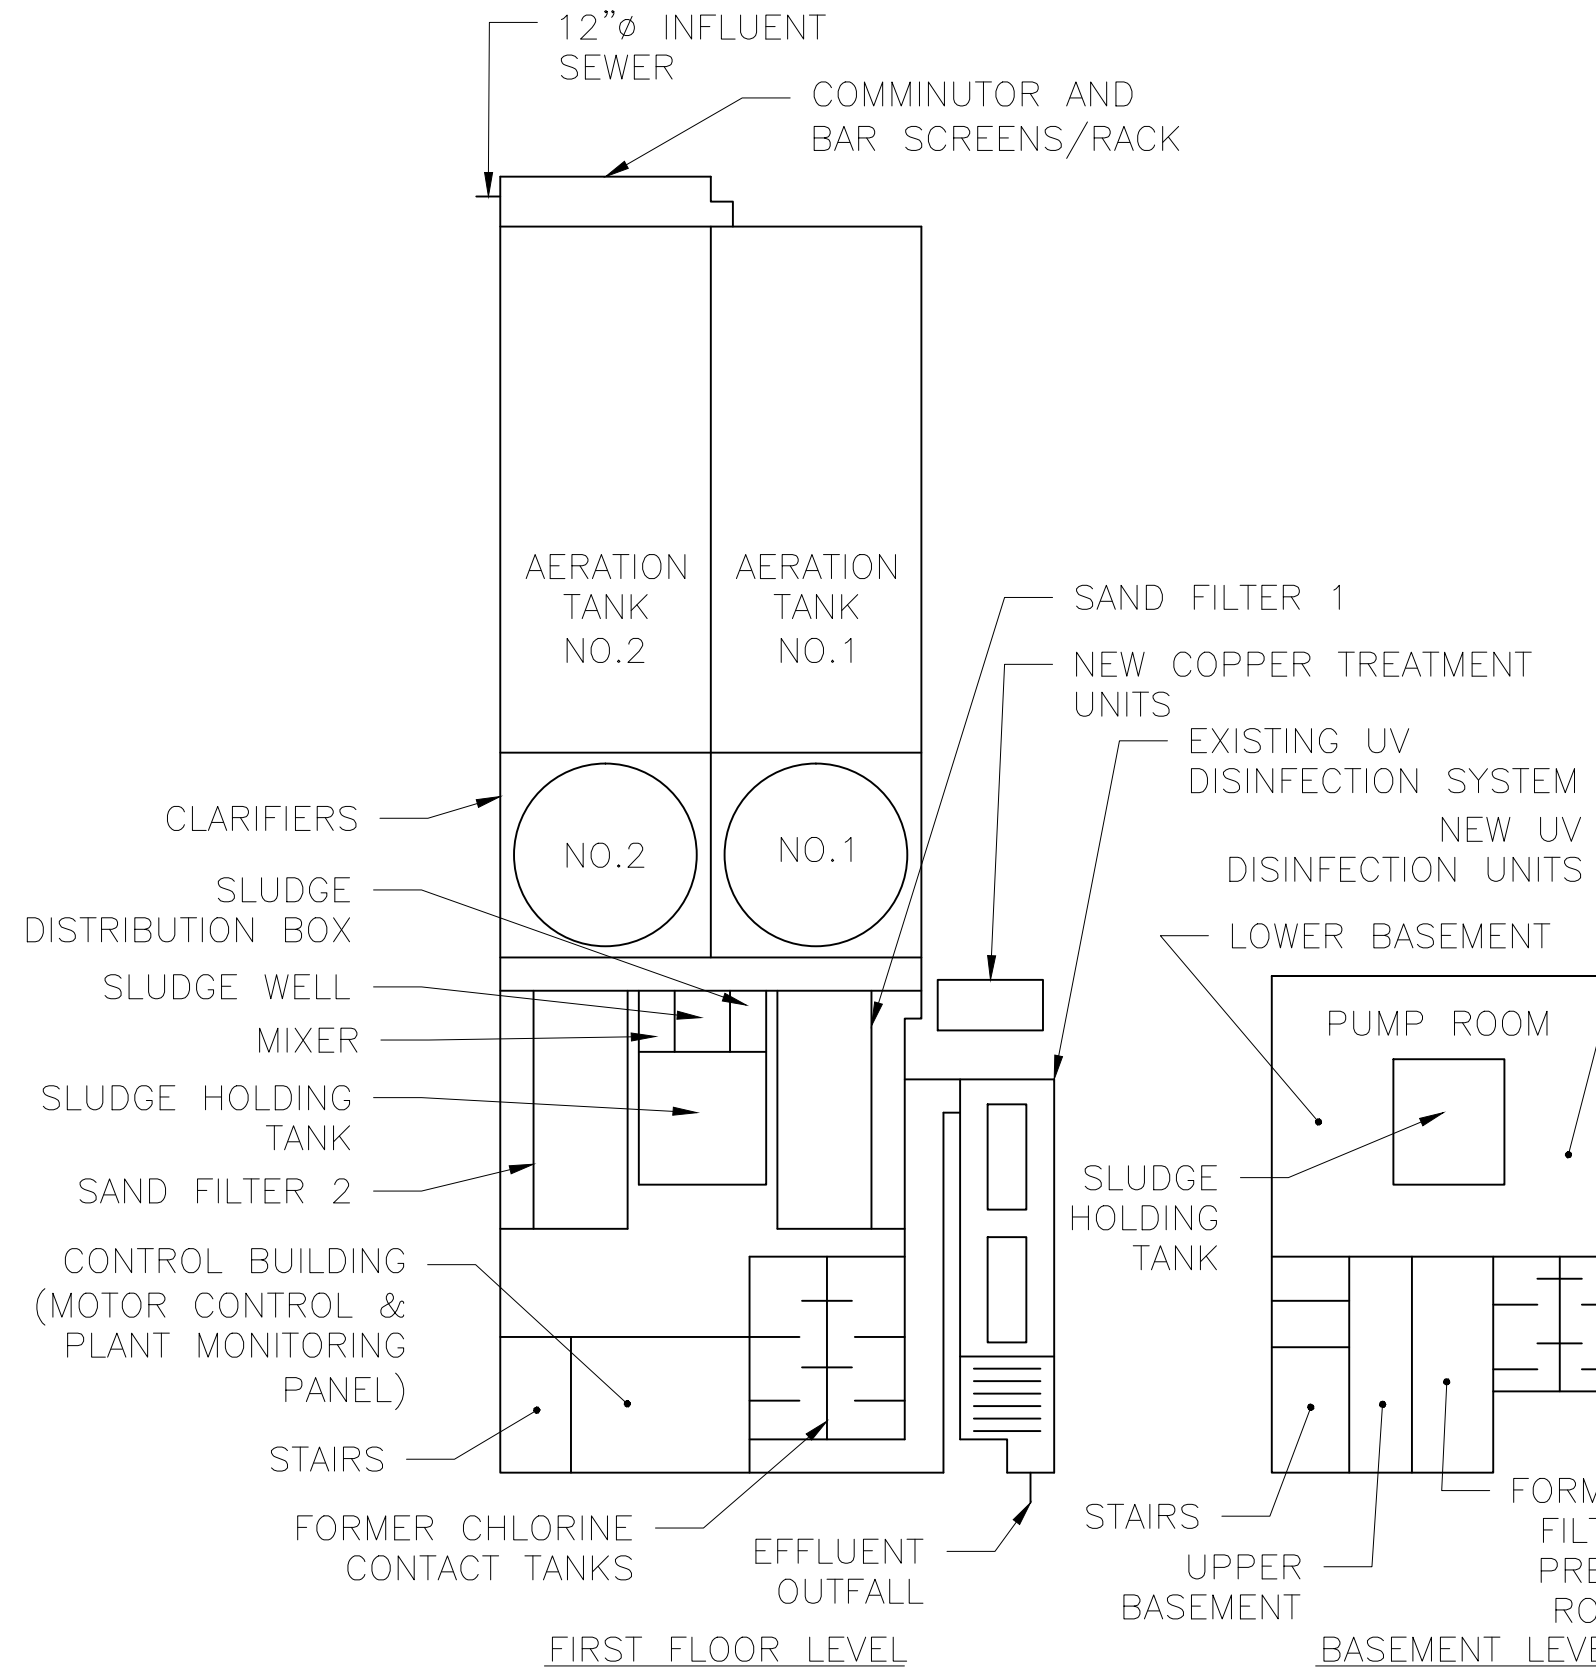 12”ø INFLUENT
SEWER
COMMINUTOR AND
BAR SCREENS/RACK
AERATION
TANK
NO.2
AERATION
TANK
NO.1
SAND FILTER 1
NEW COPPER TREATMENT
UNITS
EXISTING UV
DISINFECTION SYSTEM
NEW UV
DISINFECTION UNITS
CLARIFIERS
NO.2
NO.1
SLUDGE
DISTRIBUTION BOX
SLUDGE WELL
MIXER
SLUDGE HOLDING
TANK
SAND FILTER 2
CONTROL BUILDING
(MOTOR CONTROL &
PLANT MONITORING
PANEL)
STAIRS
FORMER CHLORINE
CONTACT TANKS
EFFLUENT
OUTFALL
FIRST FLOOR LEVEL
LOWER BASEMENT
PUMP ROOM
SLUDGE
HOLDING
TANK
STAIRS
UPPER
BASEMENT
BASEMENT